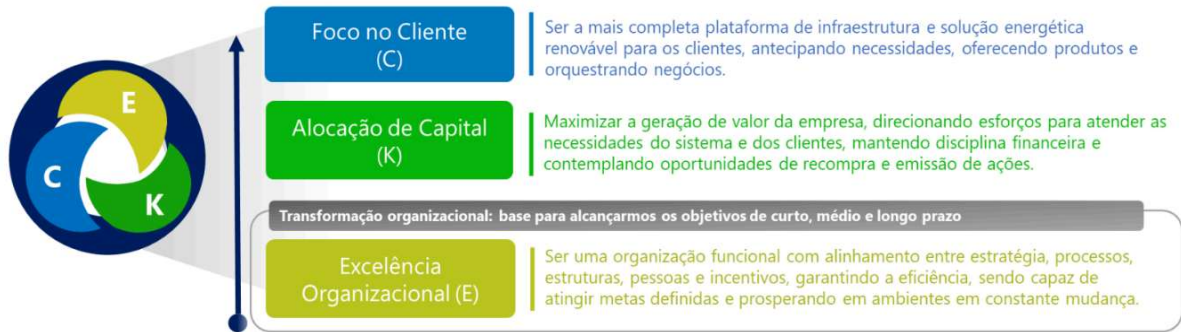 E
C
K
Foco no Cliente
(C)
Ser a mais completa plataforma de infraestrutura e solução energética
renovável para os clientes, antecipando necessidades, oferecendo produtos e
orquestrando negócios.
Alocação de Capital
(K)
Maximizar a geração de valor da empresa, direcionando esforços para atender as
necessidades do sistema e dos clientes, mantendo disciplina financeira e
contemplando oportunidades de recompra e emissão de ações.
Transformação organizacional: base para alcançarmos os objetivos de curto, médio e longo prazo
Excelência
Organizacional (E)
Ser uma organização funcional com alinhamento entre estratégia, processos,
estruturas, pessoas e incentivos, garantindo a eficiência, sendo capaz de
atingir metas definidas e prosperando em ambientes em constante mudança.